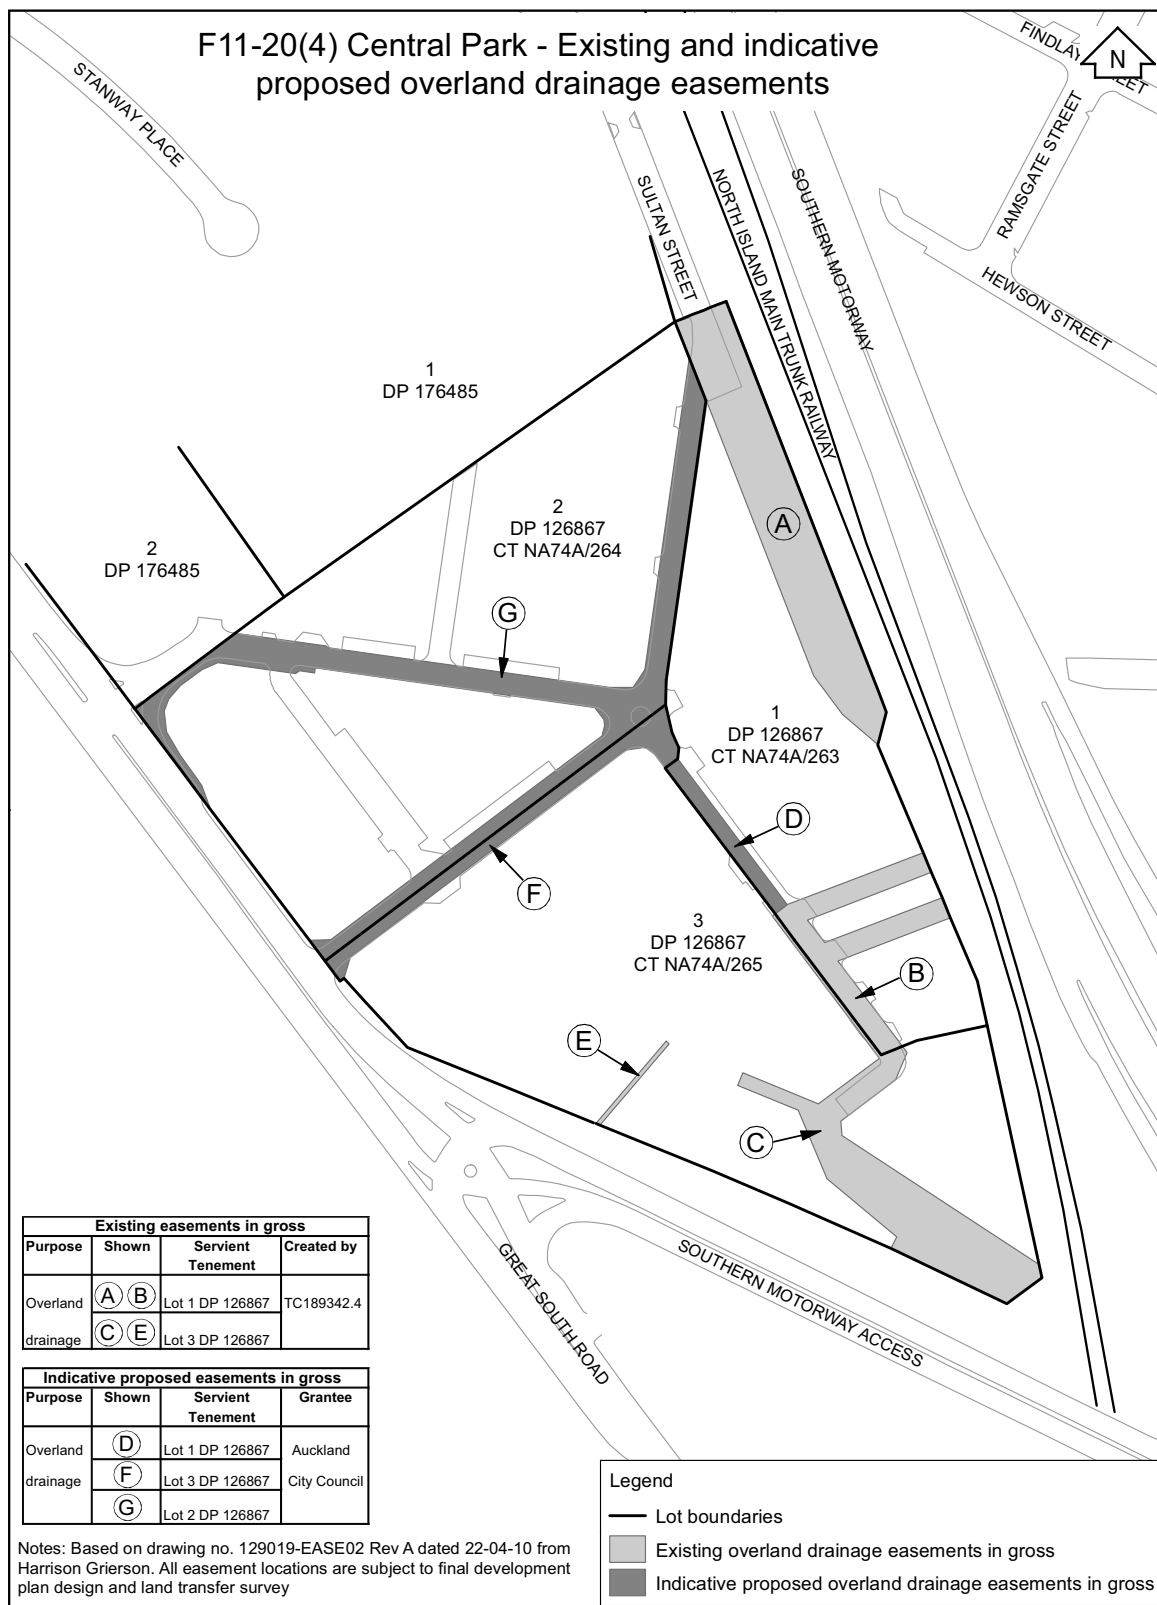 F11-20(4) Central Park - Existing and indicative
proposed overland drainage easements
N
FINDLAY STREET
STANWAY PLACE
RAMSGATE STREET
HEWSON STREET
SULTAN STREET
NORTH ISLAND MAIN TRUNK RAILWAY
SOUTHERN MOTORWAY
1
DP 176485
2
DP 176485
2
DP 126867
CT NA74A/264
A
G
1
DP 126867
CT NA74A/263
D
F
3
DP 126867
CT NA74A/265
B
E
C
GREAT SOUTH ROAD
SOUTHERN MOTORWAY ACCESS
Existing easements in gross
Purpose Shown Servient Created by
Tenement
Overland A B Lot 1 DP 126867 TC189342.4
drainage C E Lot 3 DP 126867
Indicative proposed easements in gross
Purpose Shown Servient Grantee
Tenement
Overland D Lot 1 DP 126867 Auckland
drainage F Lot 3 DP 126867 City Council
G Lot 2 DP 126867
Notes: Based on drawing no. 129019-EASE02 Rev A dated 22-04-10 from
Harrison Grierson. All easement locations are subject to final development
plan design and land transfer survey
Legend
Lot boundaries
Existing overland drainage easements in gross
Indicative proposed overland drainage easements in gross